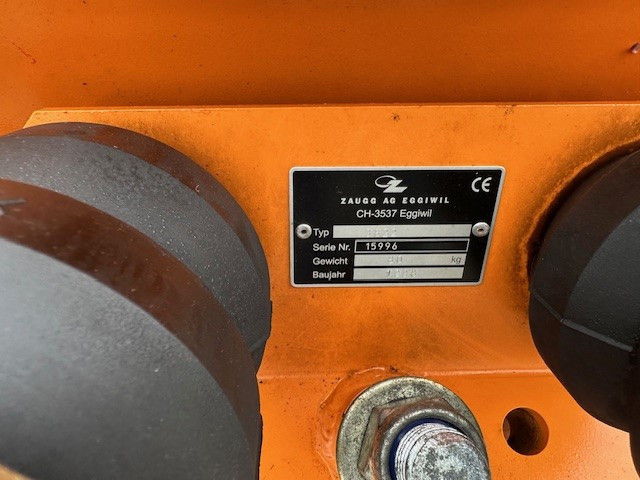 Z
ZAUGG AG EGGIWIL
CH-3537 Eggiwil
CE
Typ
Serie Nr. 15996
Gewicht kg
Baujahr